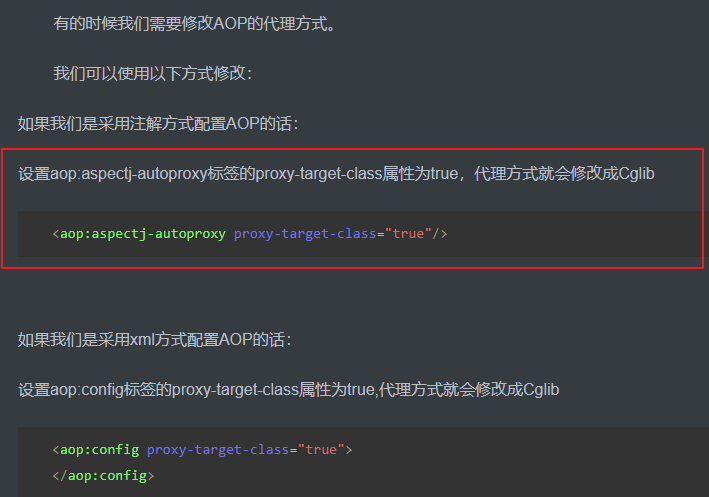 有的时候我们需要修改AOP的代理方式。
我们可以使用以下方式修改：
如果我们是采用注解方式配置AOP的话：
设置aop:aspectj-autoproxy标签的proxy-target-class属性为true，代理方式就会修改成Cglib
<aop:aspectj-autoproxy proxy-target-class="true"/>
如果我们是采用xml方式配置AOP的话：
设置aop:config标签的proxy-target-class属性为true,代理方式就会修改成Cglib
<aop:config proxy-target-class="true">
</aop:config>